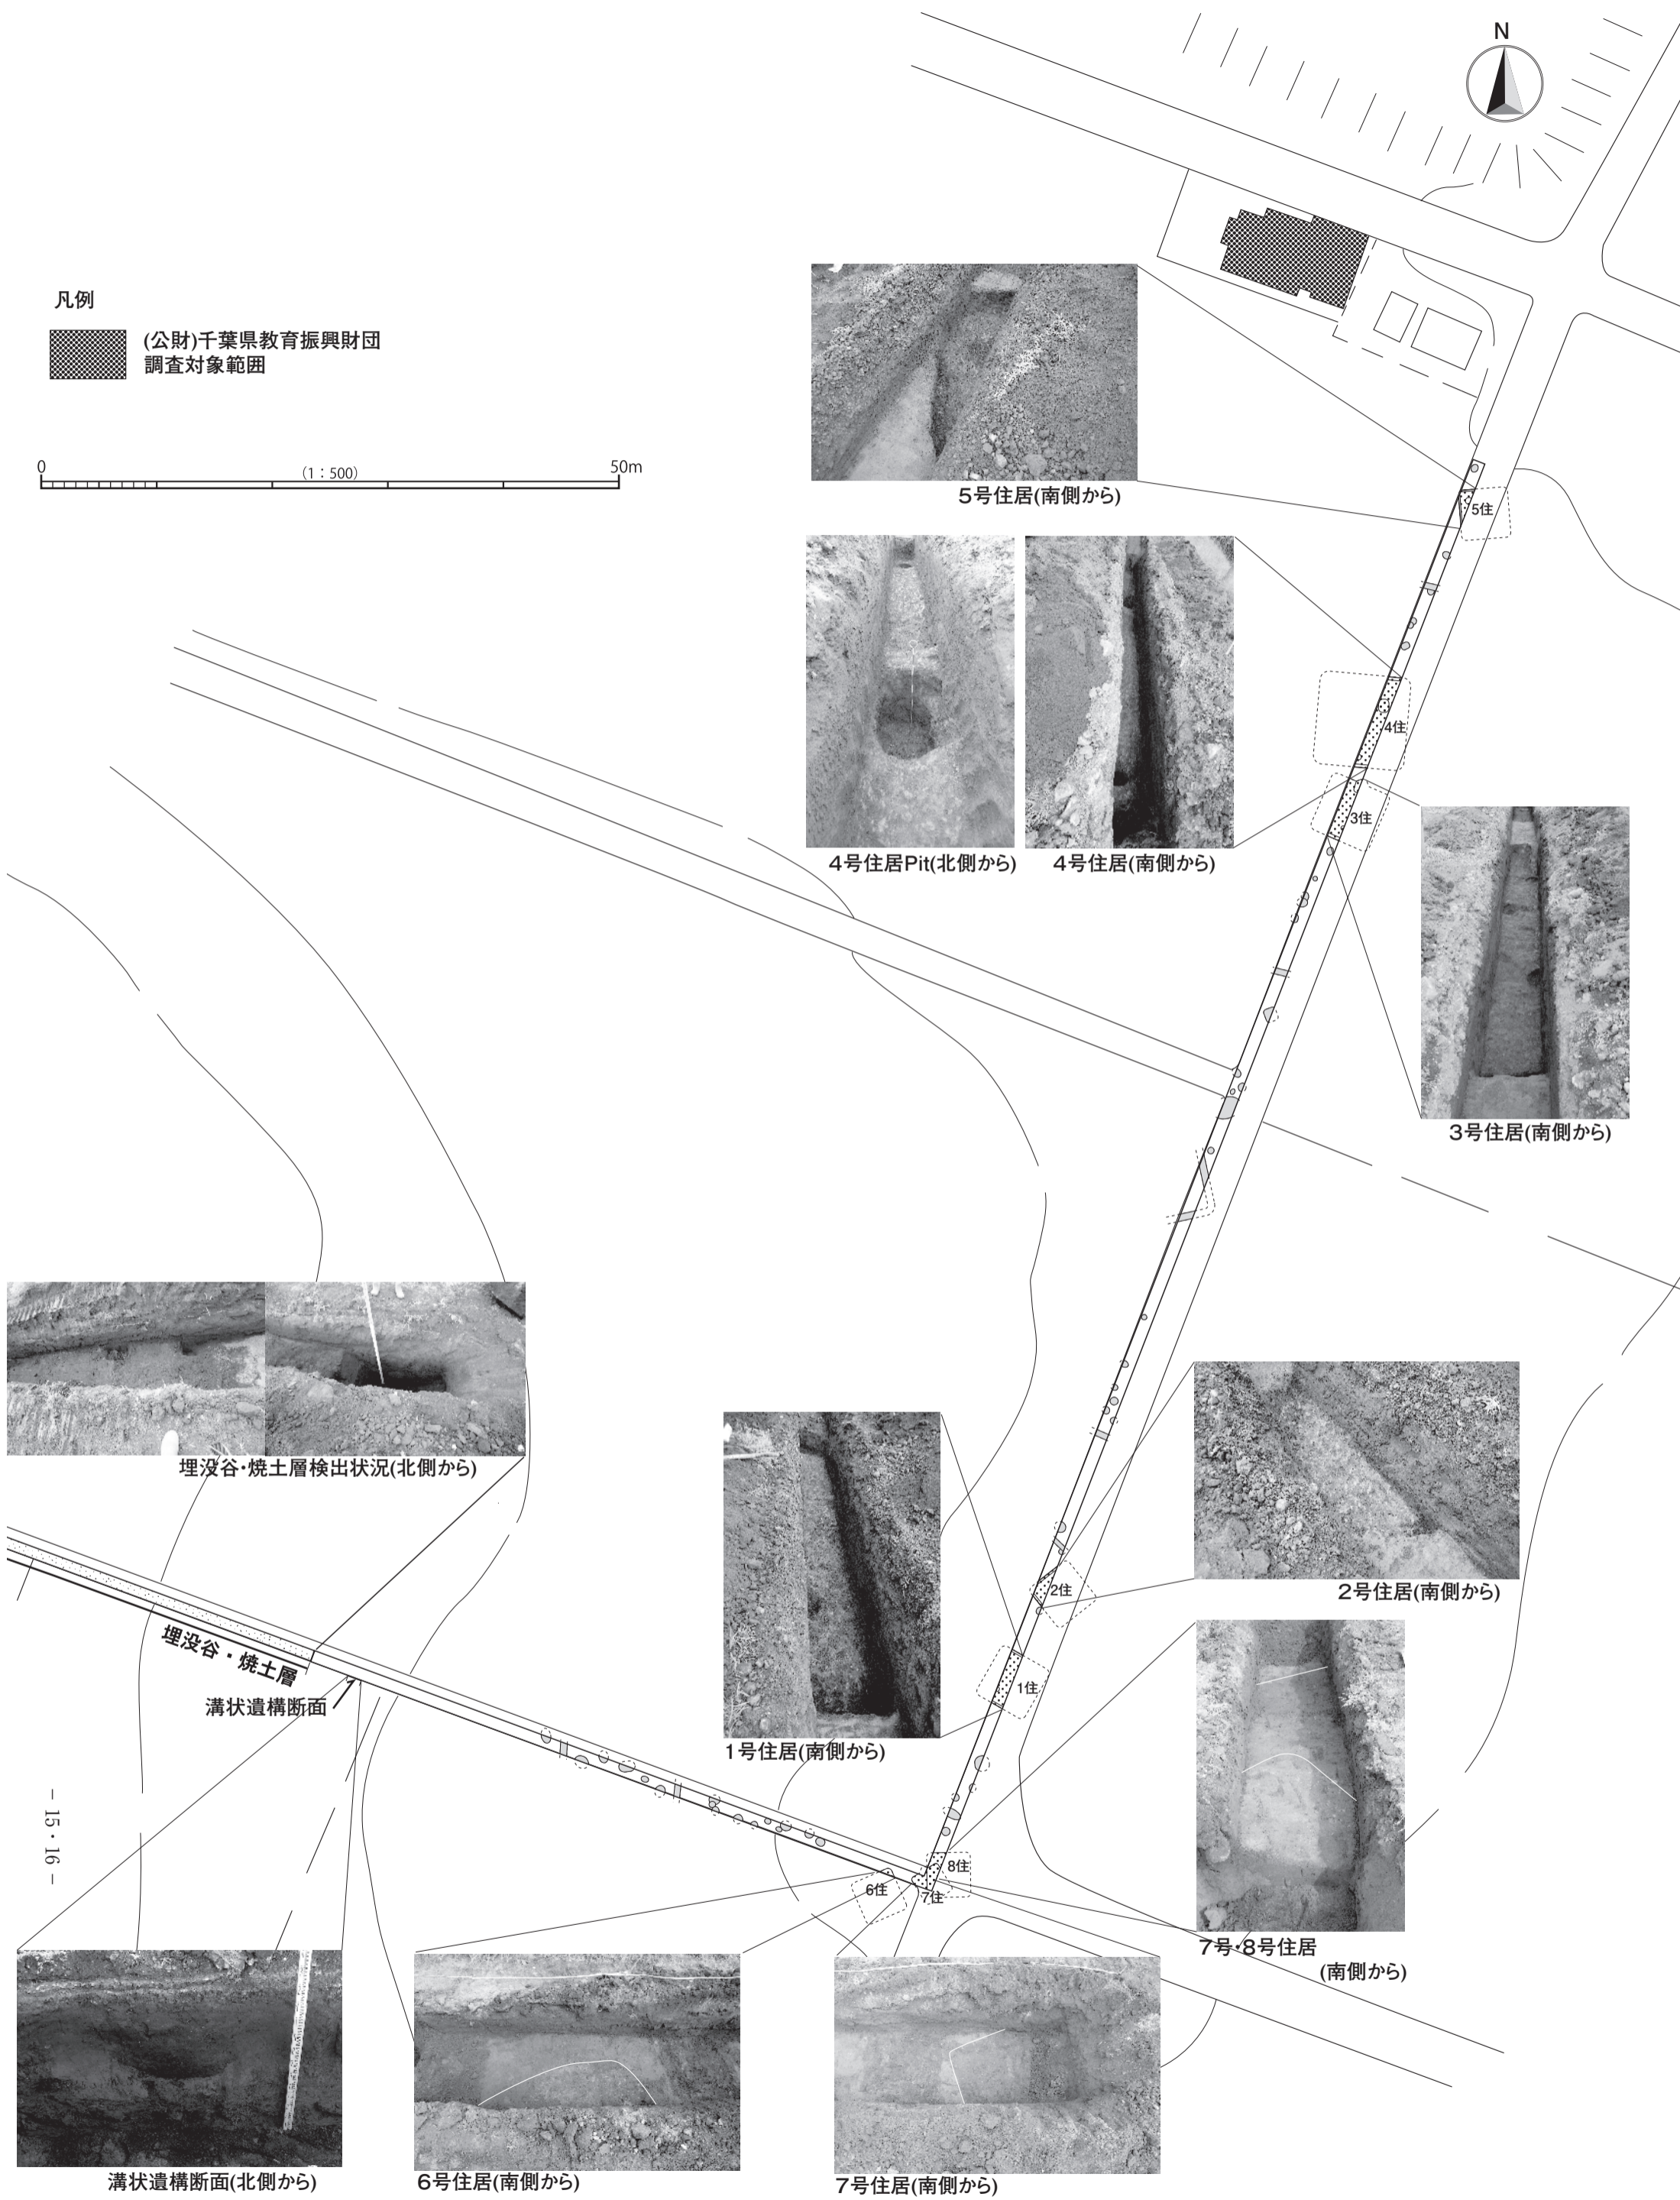 N
凡例
(公財)千葉県教育振興財団
調査対象範囲
0
(1：500)
50m
5号住居(南側から)
5住
4住
3住
4号住居Pit(北側から)
4号住居(南側から)
3号住居(南側から)
埋没谷・焼土層検出状況(北側から)
2住
2号住居(南側から)
埋没谷・焼土層
溝状遺構断面
1住
1号住居(南側から)
－ 15・16 －
8住
6住
7住
7号・8号住居
(南側から)
溝状遺構断面(北側から)
6号住居(南側から)
7号住居(南側から)